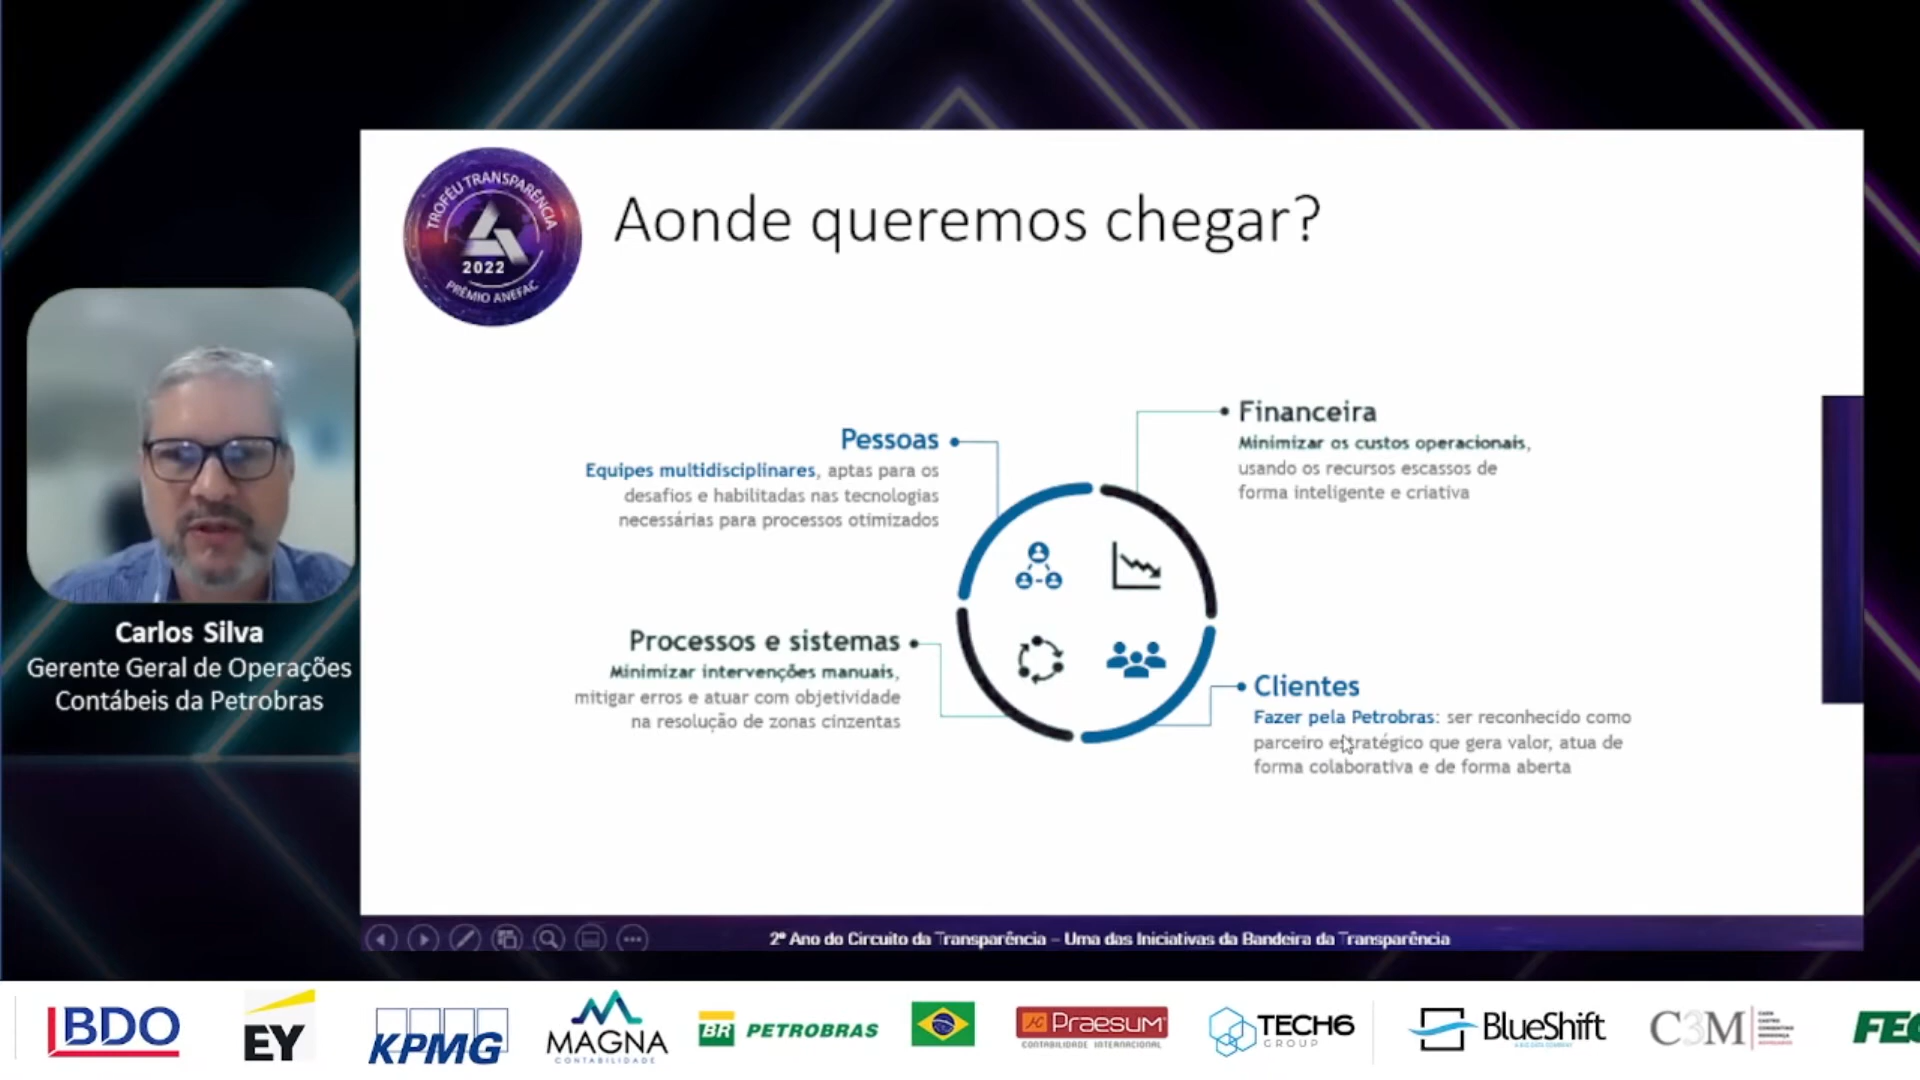 TROFÉU TRANSPARÊNCIA
2022
PRÊMIO ANEFAC
Aonde queremos chegar?
Pessoas
Equipes multidisciplinares, aptas para os
desafios e habilitadas nas tecnologias
necessárias para processos otimizados
Financeira
Minimizar os custos operacionais,
usando os recursos escassos de
forma inteligente e criativa
Processos e sistemas
Minimizar intervenções manuais,
mitigar erros e atuar com objetividade
na resolução de zonas cinzentas
Clientes
Fazer pela Petrobras: ser reconhecido como
parceiro estratégico que gera valor, atua de
forma colaborativa e de forma aberta
Carlos Silva
Gerente Geral de Operações
Contábeis da Petrobras
2º Ano do Circuito da Transparência – Uma das Iniciativas da Bandeira da Transparência
BDO
EY
KPMG
MAGNA
CONTABILIDADE
BR PETROBRAS
Praesum
CONTABILIDADE INTERNACIONAL
TECH6
GROUP
BlueShift
C3M